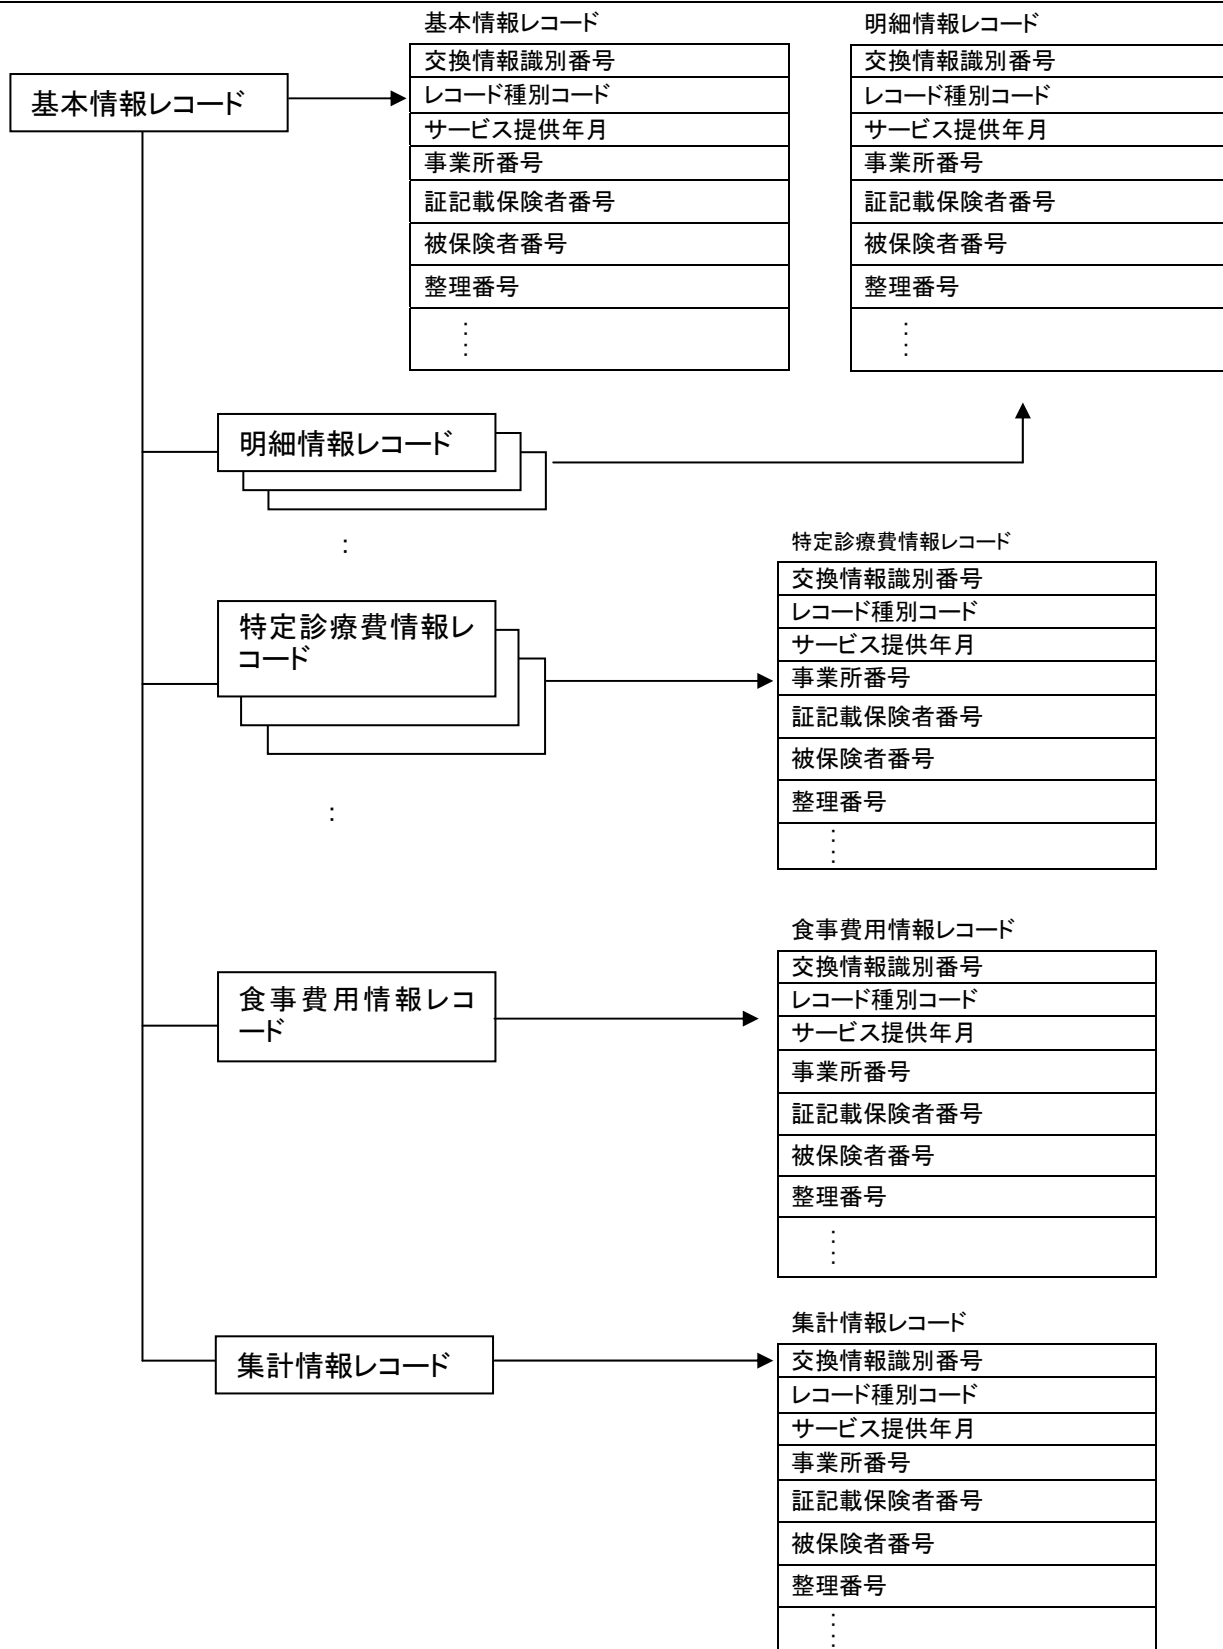 基本情報レコード
明細情報レコード
基本情報レコード
交換情報識別番号
レコード種別コード
サービス提供年月
事業所番号
証記載保険者番号
被保険者番号
整理番号
:
:
交換情報識別番号
レコード種別コード
サービス提供年月
事業所番号
証記載保険者番号
被保険者番号
整理番号
:
:
明細情報レコード
:
特定診療費情報レコード
特定診療費情報レ
コード
交換情報識別番号
レコード種別コード
サービス提供年月
事業所番号
証記載保険者番号
被保険者番号
整理番号
:
:
:
食事費用情報レコード
食事費用情報レコ
ード
交換情報識別番号
レコード種別コード
サービス提供年月
事業所番号
証記載保険者番号
被保険者番号
整理番号
:
:
集計情報レコード
集計情報レコード
交換情報識別番号
レコード種別コード
サービス提供年月
事業所番号
証記載保険者番号
被保険者番号
整理番号
:
: